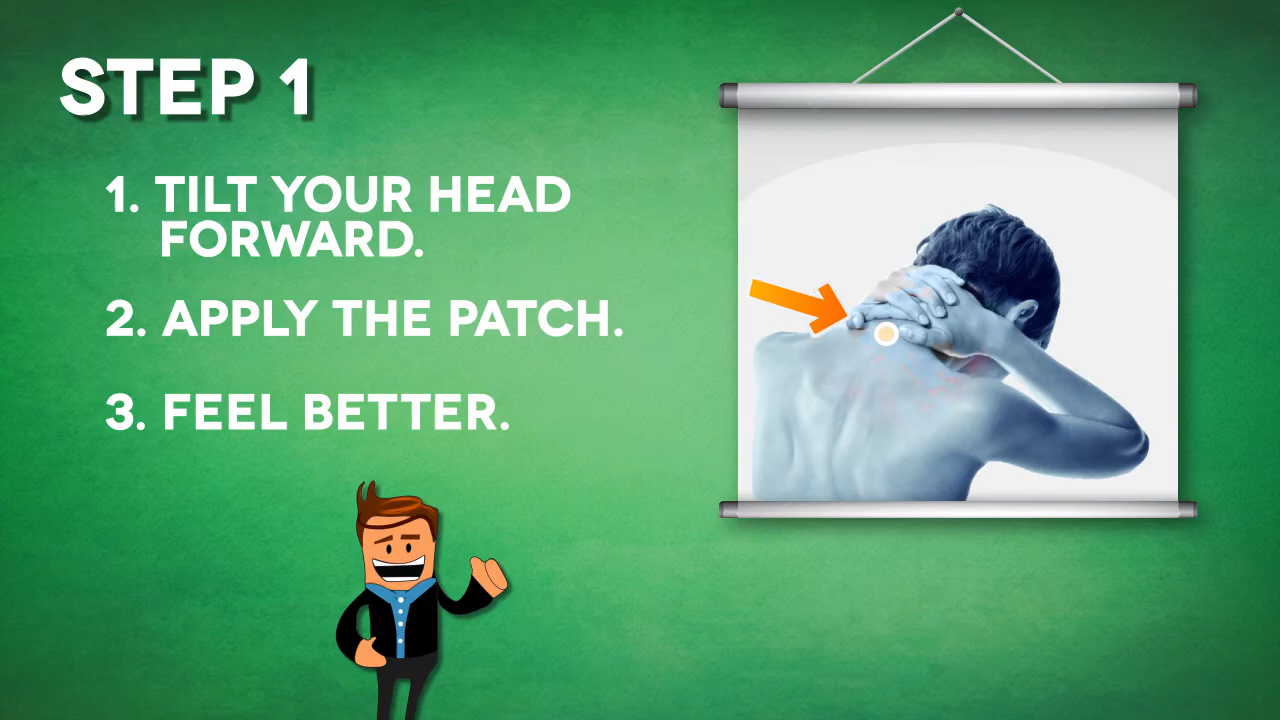 STEP 1
1. TILT YOUR HEAD
FORWARD.
2. APPLY THE PATCH.
3. FEEL BETTER.